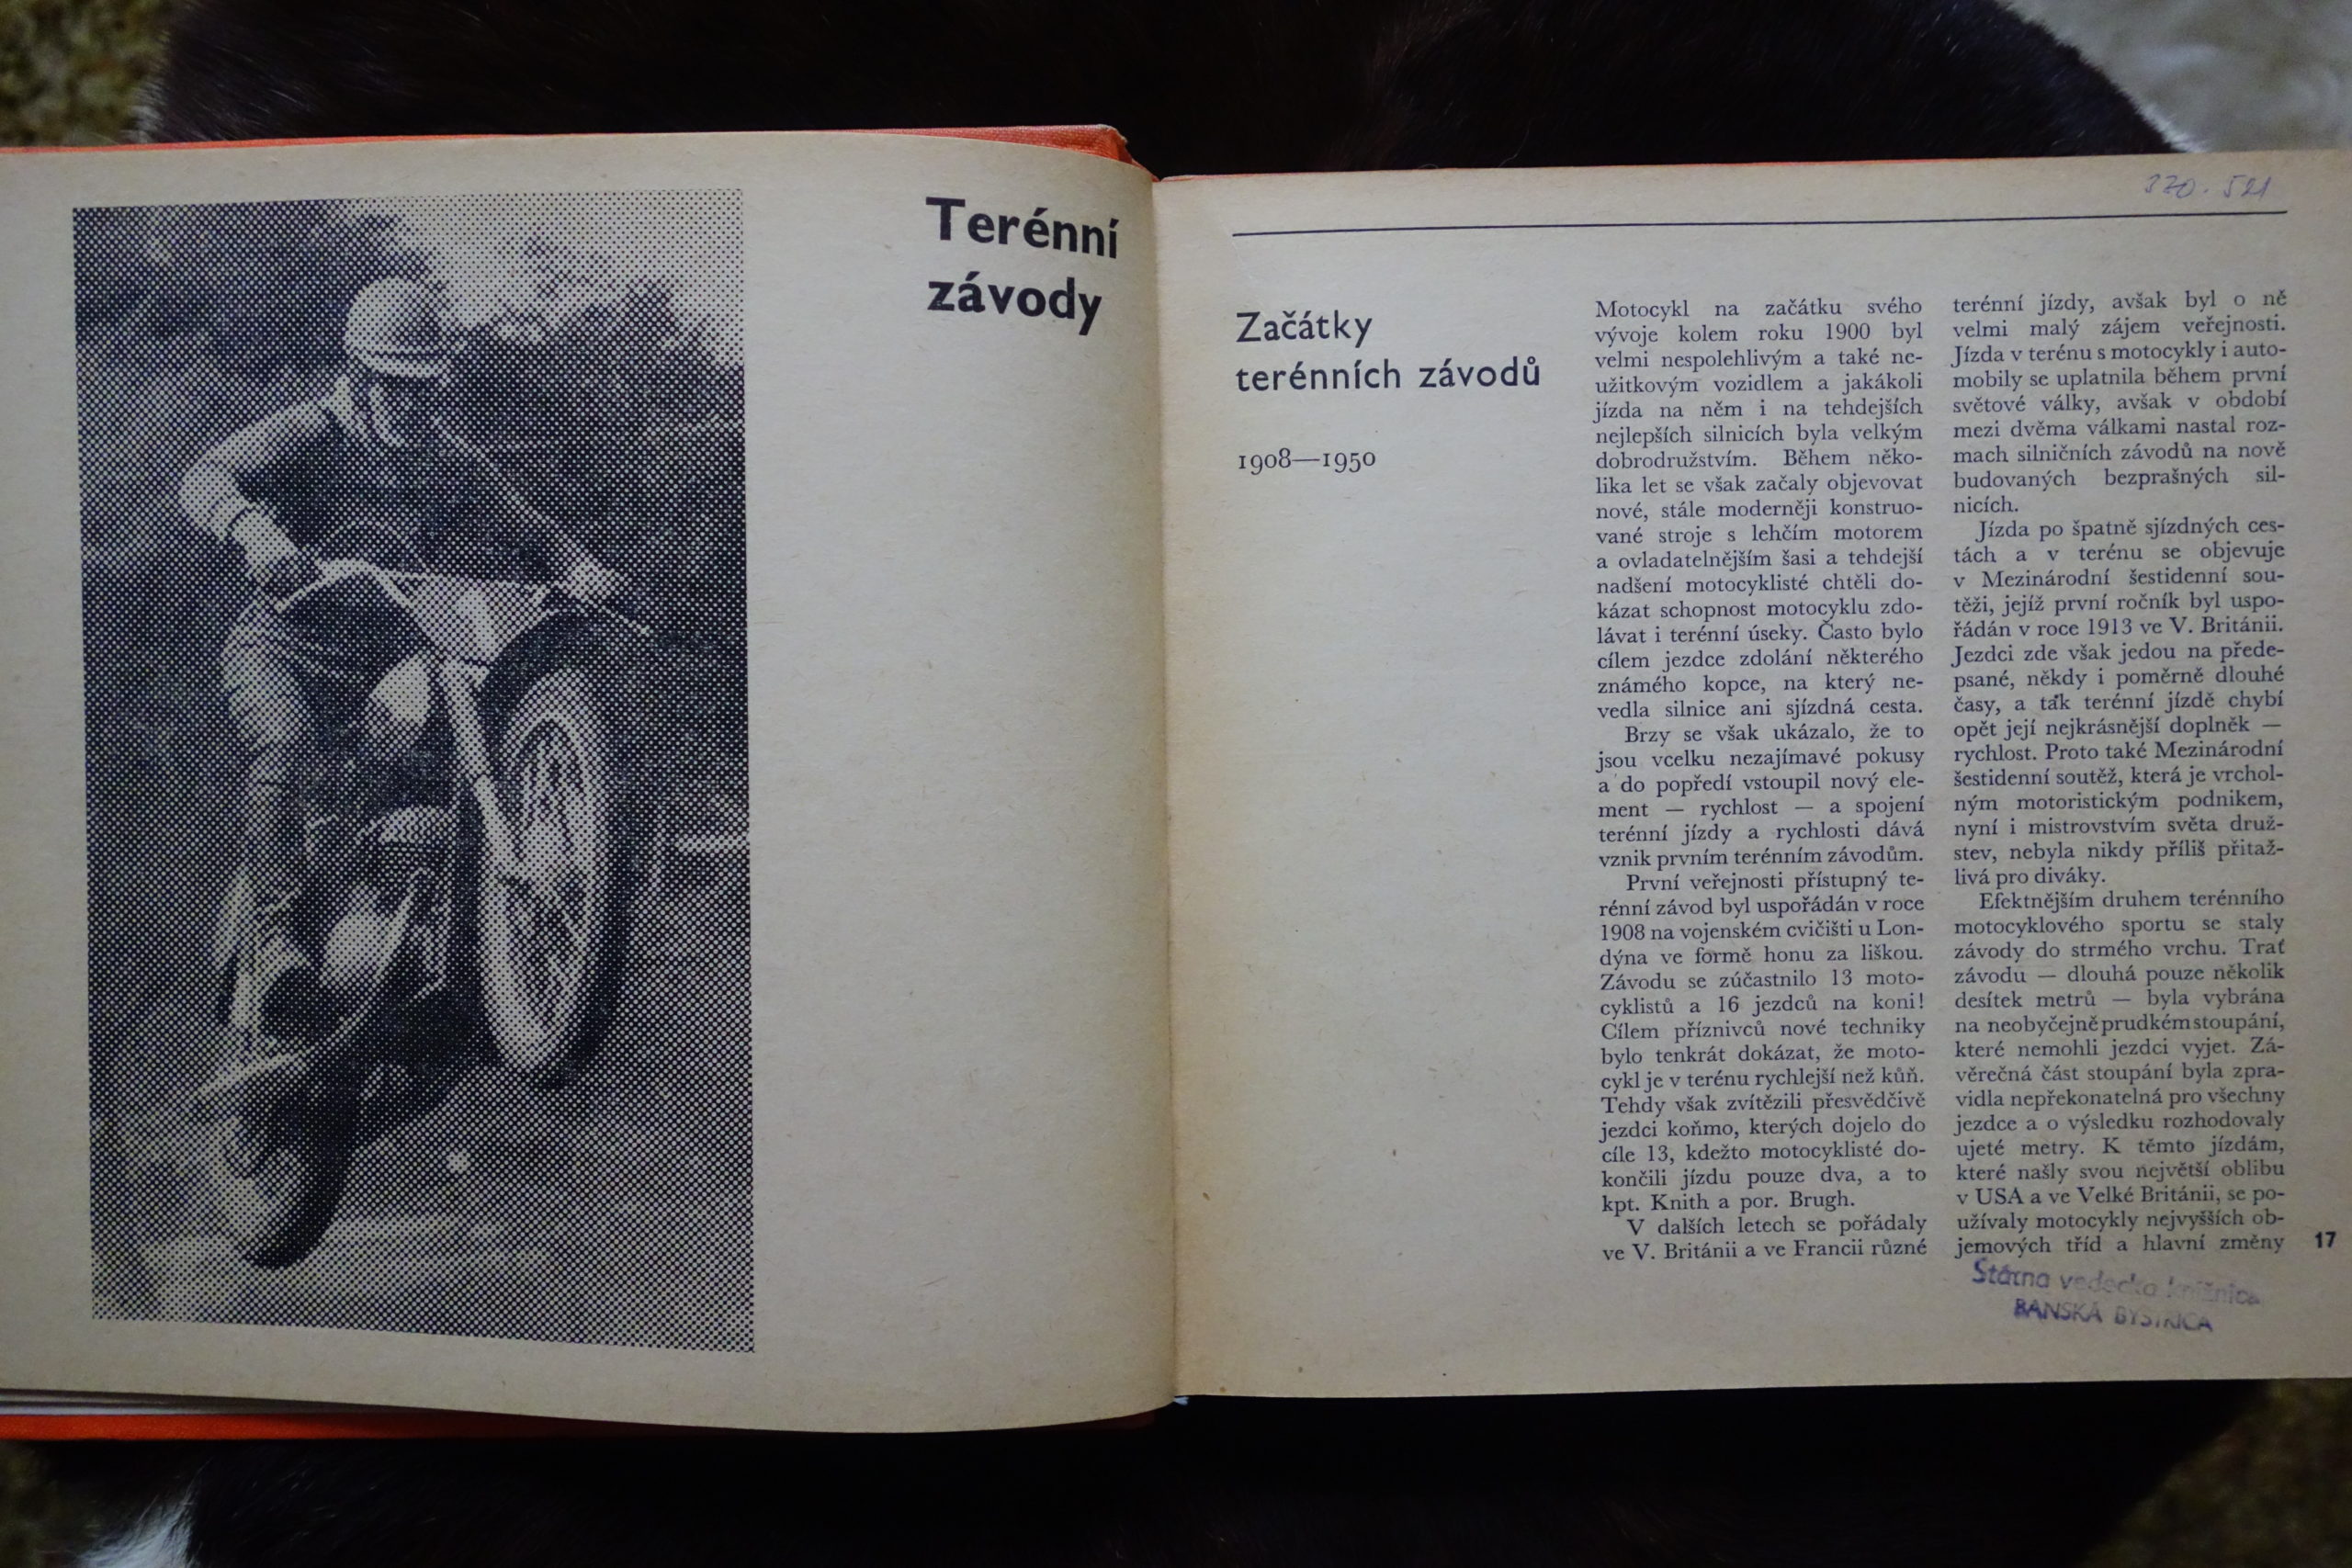 Terénní
závody
370.521
Začátky
terénních závodů
1908—1950
Motocykl na začátku svého
vývoje kolem roku 1900 byl
velmi nespolehlivým a také ne-
užitkovým vozidlem a jakákoli
jízda na něm i na tehdejších
nejlepších silnicích byla velkým
dobrodružstvím. Během něko-
lika let se však začaly objevovat
nové, stále moderněji konstruo-
vané stroje s lehčím motorem
a ovladatelnějším šasi a tehdejší
nadšení motocyklisté chtěli do-
kázat schopnost motocyklu zdo-
lávat i terénní úseky. Často bylo
cílem jezdce zdolání některého
známého kopce, na který ne-
vedla silnice ani sjízdná cesta.
Brzy se však ukázalo, že to
jsou vcelku nezajímavé pokusy
a do popředí vstoupil nový ele-
ment — rychlost — a spojení
terénní jízdy a rychlosti dává
vznik prvním terénním závodům.
První veřejnosti přístupný te-
rénní závod byl uspořádán v roce
1908 na vojenském cvičišti u Lon-
dýna ve formě honu za liškou.
Závodu se zúčastnilo 13 moto-
cyklistů a 16 jezdců na koni!
Cílem příznivců nové techniky
bylo tenkrát dokázat, že moto-
cykl je v terénu rychlejší než kůň.
Tehdy však zvítězili přesvědčivě
jezdci koňmo, kterých dojelo do
cíle 13, kdežto motocyklisté do-
končili jízdu pouze dva, a to
kpt. Knith a por. Brugh.
V dalších letech se pořádaly
ve V. Británii a ve Francii různé
terénní jízdy, avšak byl o ně
velmi malý zájem veřejnosti.
Jízda v terénu s motocykly i auto-
mobily se uplatnila během první
světové války, avšak v období
mezi dvěma válkami nastal roz-
mach silničních závodů na nově
budovaných bezprašných sil-
nicích.
Jízda po špatně sjízdných ces-
tách a v terénu se objevuje
v Mezinárodní šestidenní sou-
těži, jejíž první ročník byl uspo-
řádán v roce 1913 ve V. Británii.
Jezdci zde však jedou na přede-
psané, někdy i poměrně dlouhé
časy, a tak terénní jízdě chybí
opět její nejkrásnější doplněk —
rychlost. Proto také Mezinárodní
šestidenní soutěž, která je vrchol-
ným motoristickým podnikem,
nyní i mistrovstvím světa druž-
stev, nebyla nikdy příliš přitaž-
livá pro diváky.
Efektnějším druhem terénního
motocyklového sportu se staly
závody do strmého vrchu. Trať
závodu — dlouhá pouze několik
desítek metrů — byla vybrána
na neobyčejně prudkém stoupání,
které nemohli jezdci vyjet. Zá-
věrečná část stoupání byla zpra-
vidla nepřekonatelná pro všechny
jezdce a o výsledku rozhodovaly
ujeté metry. K těmto jízdám,
které našly svou největší oblibu
v USA a ve Velké Británii, se po-
užívaly motocykly nejvyšších ob-
jemových tříd a hlavní změny
17
Štátna vedecka knižnica
BANSKÁ BYSTRICA